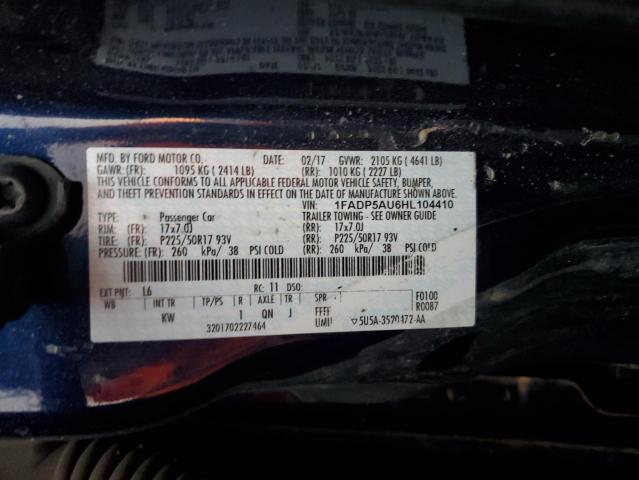 MFD. BY FORD MOTOR CO. DATE: 02/17 GVWR: 2105 KG ( 4641 LB)
GAWR: (FR): 1095 KG ( 2414 LB) (RR): 1010 KG ( 2227 LB)
THIS VEHICLE CONFORMS TO ALL APPLICABLE FEDERAL MOTOR VEHICLE SAFETY, BUMPER,
AND THEFT PREVENTION STANDARDS IN EFFECT ON THE DATE OF MANUFACTURE SHOWN ABOVE.
VIN: 1FADP5AU6HL104410
TYPE: Passenger Car TRAILER TOWING - SEE OWNER GUIDE
RIM: (FR): 17x7.0J (RR): 17x7.0J
TIRE: (FR): P225/50R17 93V (RR): P225/50R17 93V
PRESSURE: (FR): 260 kPa/ 38 PSI COLD (RR): 260 kPa/ 38 PSI COLD
EXT PNT: L6 RC: 11 DSO:
WB INT TR TP/PS R AXLE TR SPR F0100
KW 1 QN J FFFF R0087
3201702227464 UMU ▽5U5A-3520472-AA